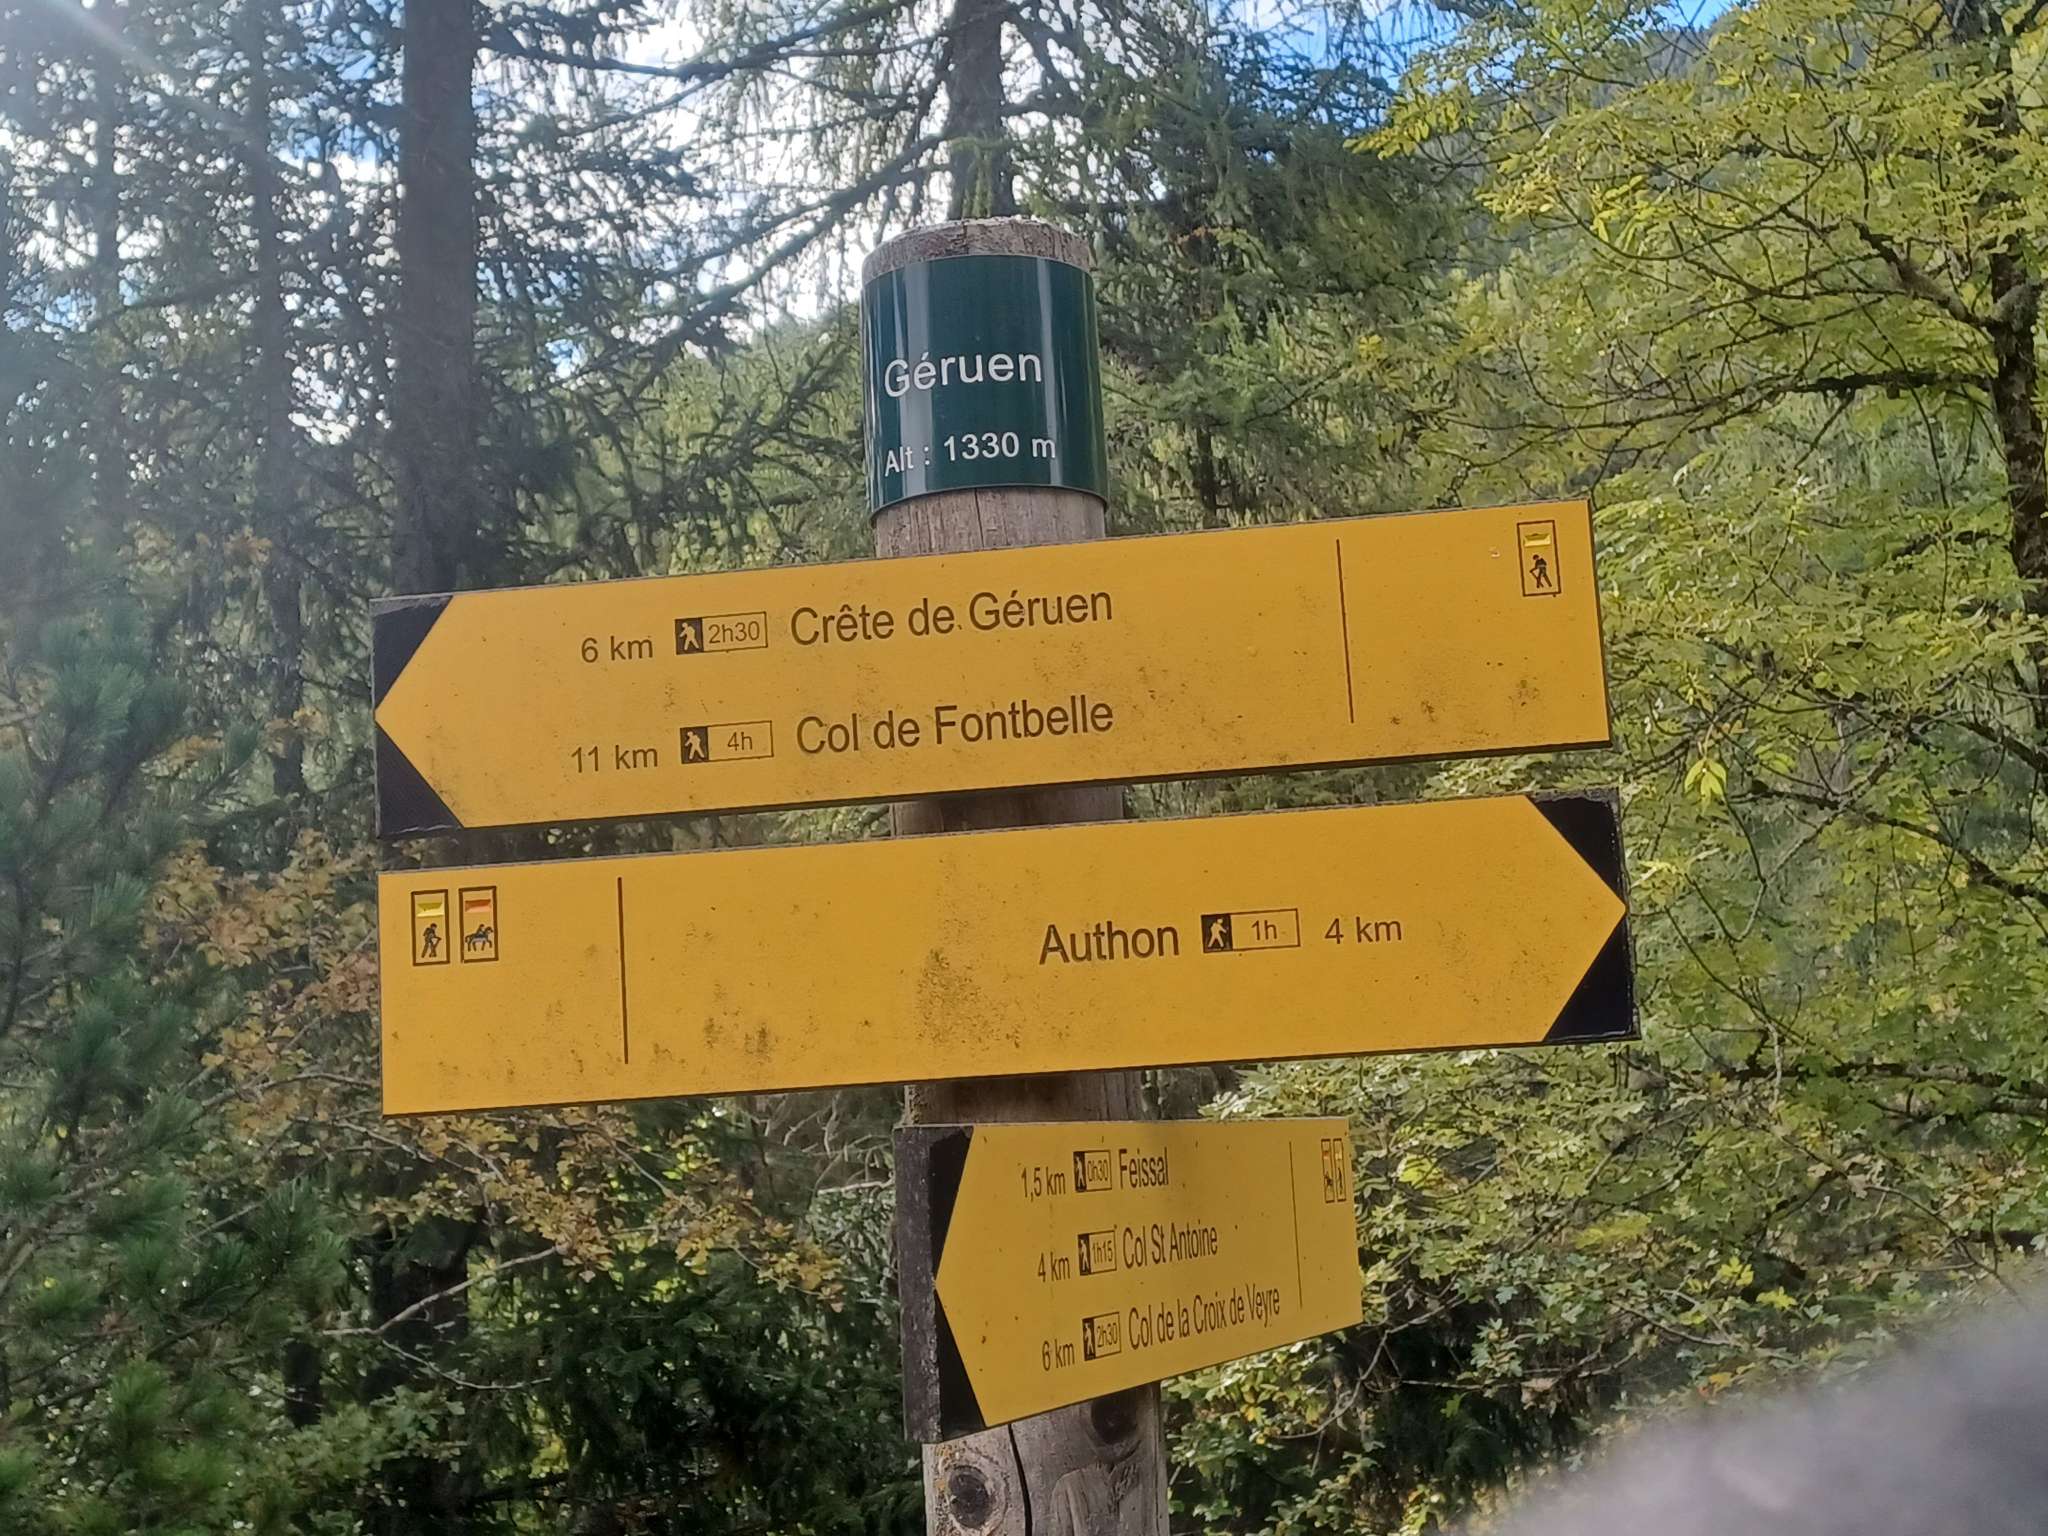 Géruen
Alt : 1330 m
6 km 2h30 Crête de Géruen
11 km 4h Col de Fontbelle
Authon 1h 4 km
1,5 km 0h30 Feissal
4 km 1h15 Col St Antoine
6 km 2h30 Col de la Croix de Veyre